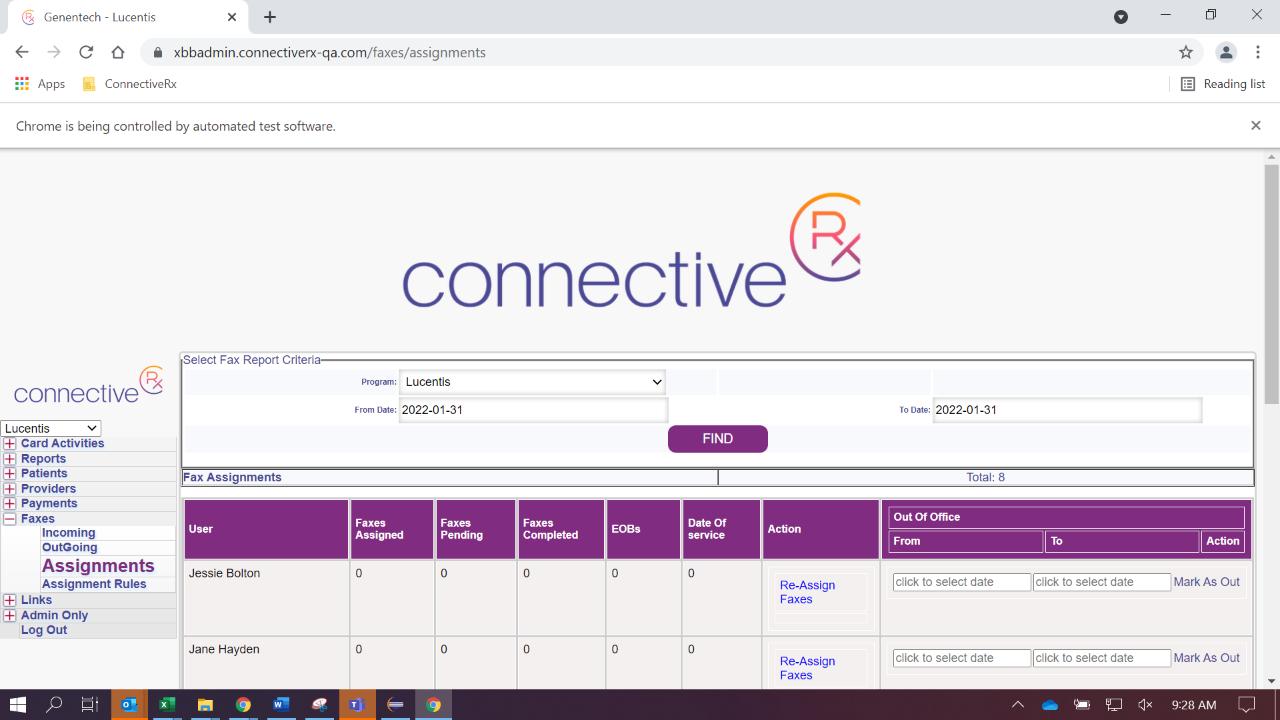 Genentech - Lucentis
xbbadmin.connectiverx-qa.com/faxes/assignments
Apps
ConnectiveRx
Reading list
Chrome is being controlled by automated test software.
connective Rx
connective Rx
Lucentis
Card Activities
Reports
Patients
Providers
Payments
Faxes
Incoming
OutGoing
Assignments
Assignment Rules
Links
Admin Only
Log Out
Select Fax Report Criteria
Program: Lucentis
From Date: 2022-01-31 To Date: 2022-01-31
FIND
Fax Assignments Total: 8
User Faxes Assigned Faxes Pending Faxes Completed EOBs Date Of service Action Out Of Office
From To Action
Jessie Bolton 0 0 0 0 0 Re-Assign Faxes click to select date click to select date Mark As Out
Jane Hayden 0 0 0 0 0 Re-Assign Faxes click to select date click to select date Mark As Out
9:28 AM